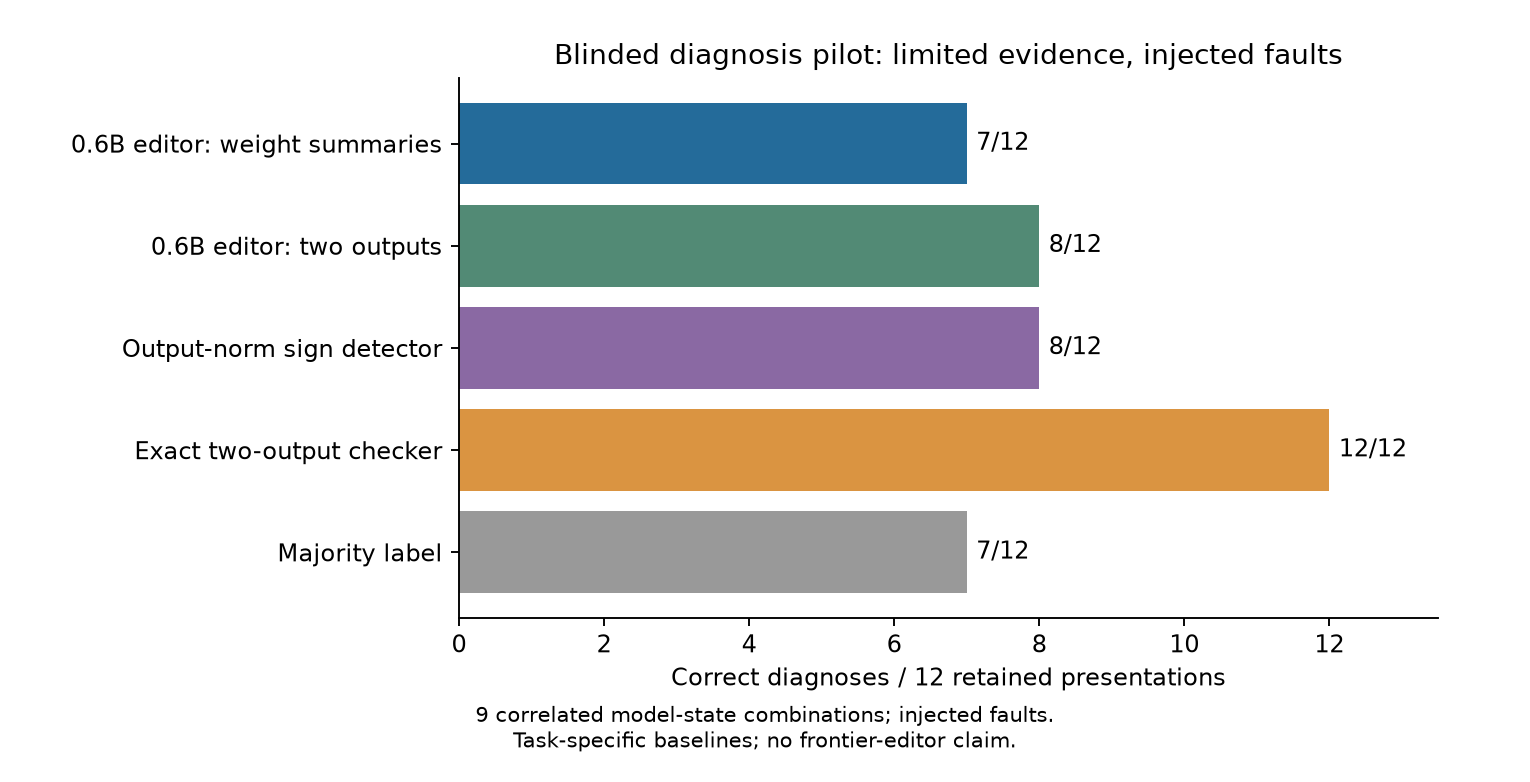 Blinded diagnosis pilot: limited evidence, injected faults
0.6B editor: weight summaries
7/12
0.6B editor: two outputs
8/12
Output-norm sign detector
8/12
Exact two-output checker
12/12
Majority label
7/12
0 2 4 6 8 10 12
Correct diagnoses / 12 retained presentations
9 correlated model-state combinations; injected faults.
Task-specific baselines; no frontier-editor claim.